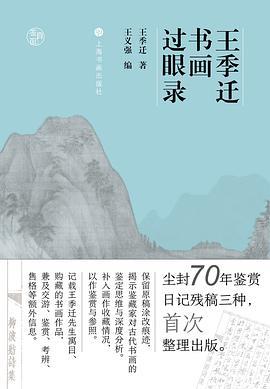 王季迁
书画
过眼录
王季迁 著
王义强 编
上海书画出版社
尘封70年鉴赏
日记残稿三种，
首次
整理出版。
保留原稿涂改痕迹，
揭示鉴藏家对古代书画的
鉴定思维与深度分析。
补入画作收藏情况，
以作鉴赏与参照。
记载王季迁先生寓目、
购藏的书画作品，
兼及交游、鉴赏、考辨、
售格等额外信息。